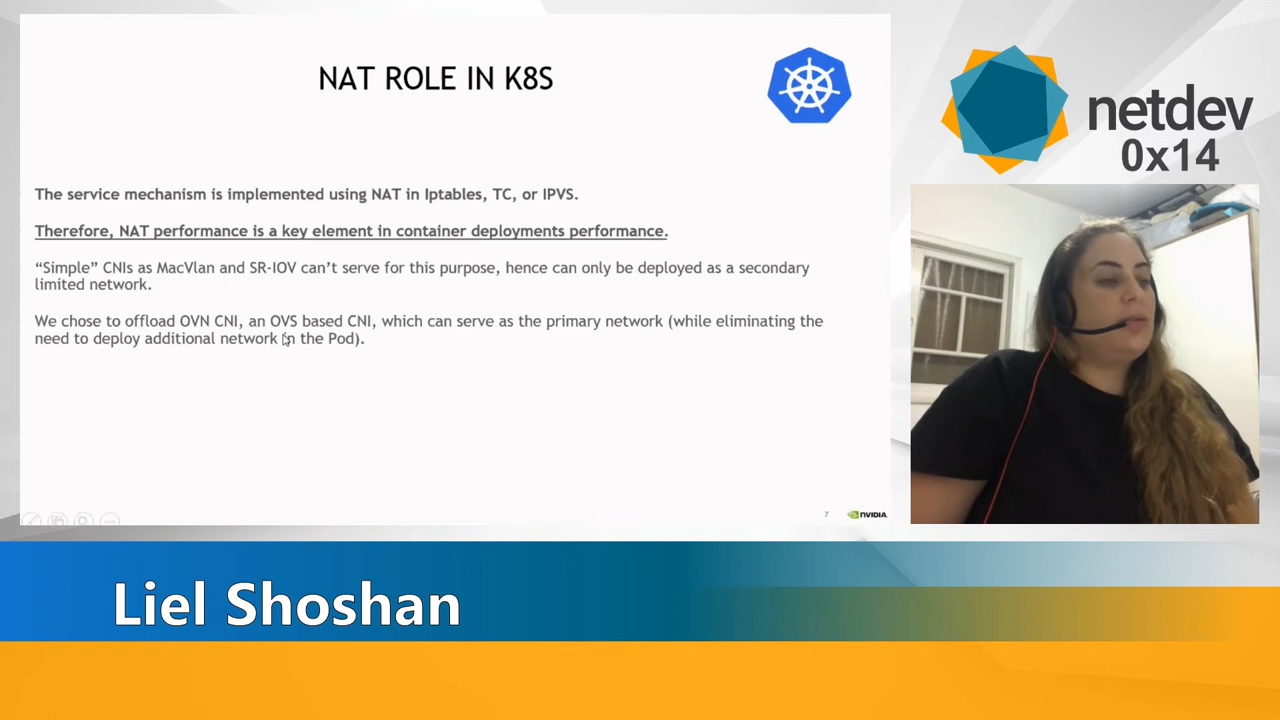 NAT ROLE IN K8S
The service mechanism is implemented using NAT in Iptables, TC, or IPVS.
Therefore, NAT performance is a key element in container deployments performance.
“Simple” CNIs as MacVlan and SR-IOV can’t serve for this purpose, hence can only be deployed as a secondary
limited network.
We chose to offload OVN CNI, an OVS based CNI, which can serve as the primary network (while eliminating the
need to deploy additional network in the Pod).
7
NVIDIA
netdev
0x14
Liel Shoshan